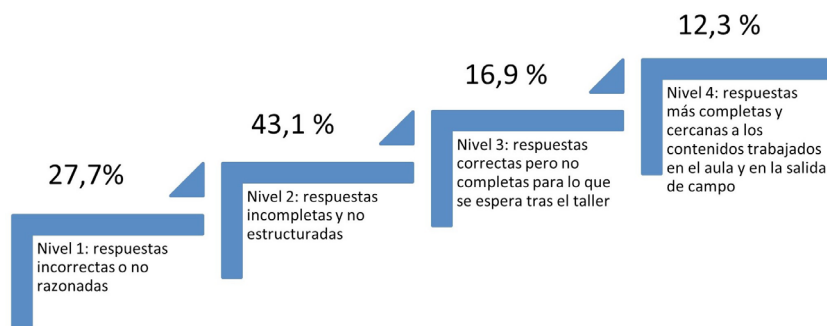 27,7%
Nivel 1: respuestas
incorrectas o no
razonadas
43,1 %
Nivel 2: respuestas
incompletas y no
estructuradas
16,9 %
Nivel 3: respuestas
correctas pero no
completas para lo que
se espera tras el taller
12,3 %
Nivel 4: respuestas
más completas y
cercanas a los
contenidos trabajados
en el aula y en la salida
de campo